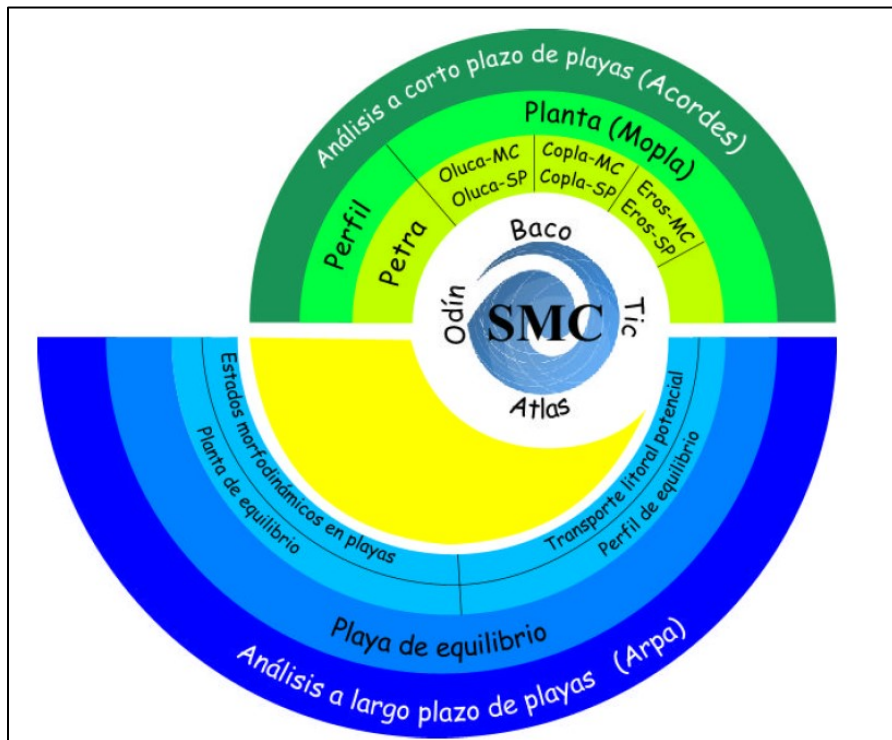 Análisis a corto plazo de playas (Acordes)
Planta (Mopla)
Perfil
Petra
Oluca-MC
Oluca-SP
Copla-MC
Copla-SP
Eros-MC
Eros-SP
Baco
Odín
Tic
SMC
Atlas
Estados morfodinámicos en playas
Planta de equilibrio
Transporte litoral potencial
Perfil de equilibrio
Playa de equilibrio
Análisis a largo plazo de playas (Arpa)